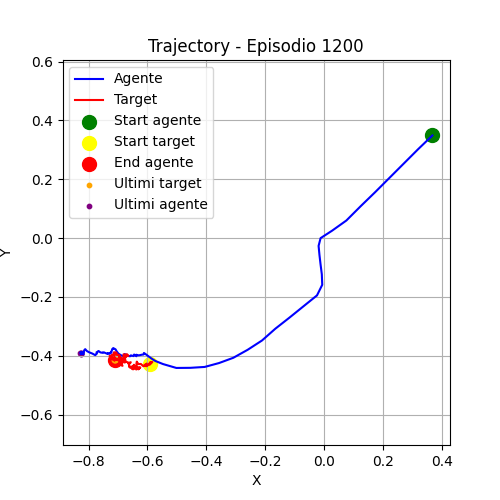 Trajectory - Episodio 1200
Agente
Target
Start agente
Start target
End agente
Ultimi target
Ultimi agente
0.6
0.4
0.2
0.0
−0.2
−0.4
−0.6
Y
−0.8
−0.6
−0.4
−0.2
0.0
0.2
0.4
X